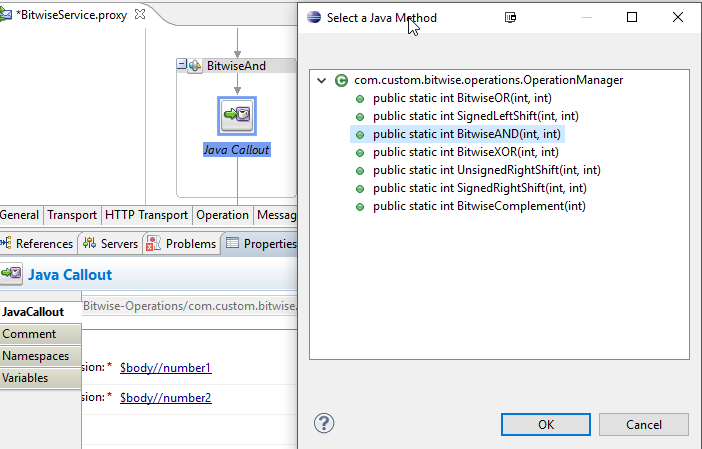 *BitwiseService.proxy
BitwiseAnd
Java Callout
General Transport HTTP Transport Operation Messag
References Servers Problems Properties
Java Callout
JavaCallout
Bitwise-Operations/com.custom.bitwise.
Comment
Namespaces
Variables
sion:* $body//number1
sion:* $body//number2
Select a Java Method
com.custom.bitwise.operations.OperationManager
public static int BitwiseOR(int, int)
public static int SignedLeftShift(int, int)
public static int BitwiseAND(int, int)
public static int BitwiseXOR(int, int)
public static int UnsignedRightShift(int, int)
public static int SignedRightShift(int, int)
public static int BitwiseComplement(int)
?
OK
Cancel